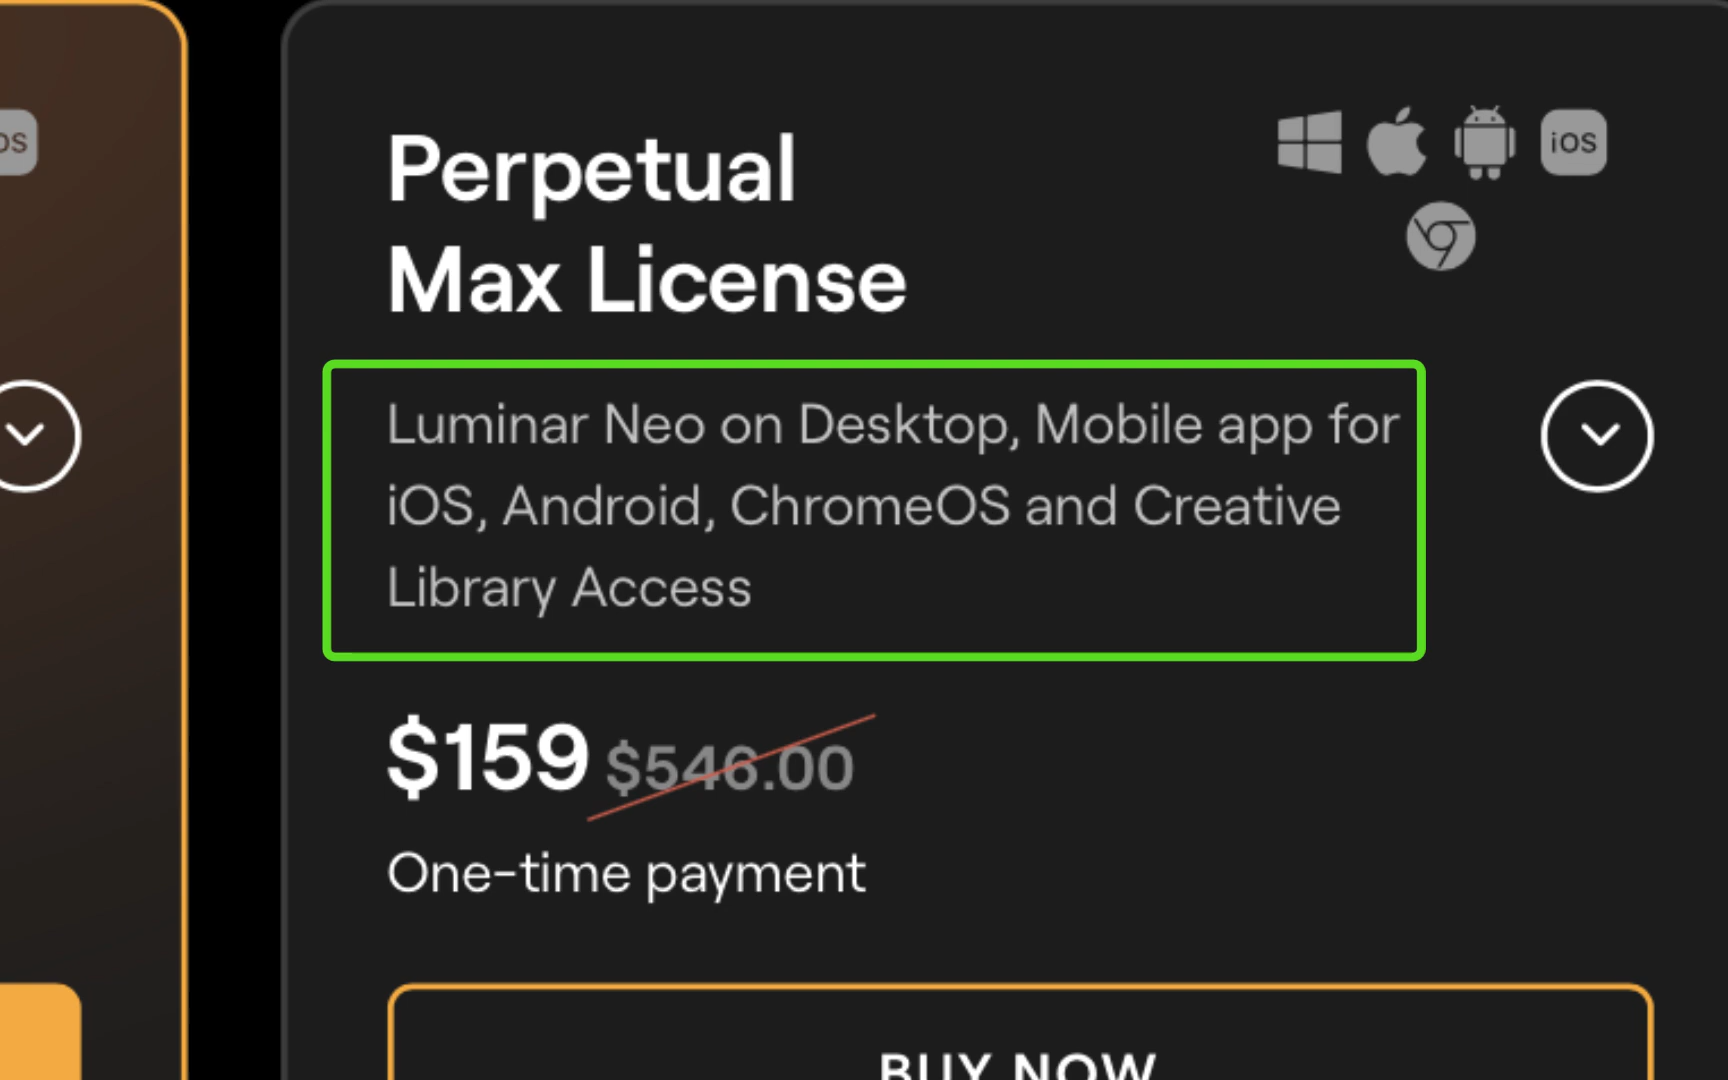 OS
iOS
Perpetual
Max License
Luminar Neo on Desktop, Mobile app for
iOS, Android, ChromeOS and Creative
Library Access
$159 $546.00
One-time payment
BUY NOW